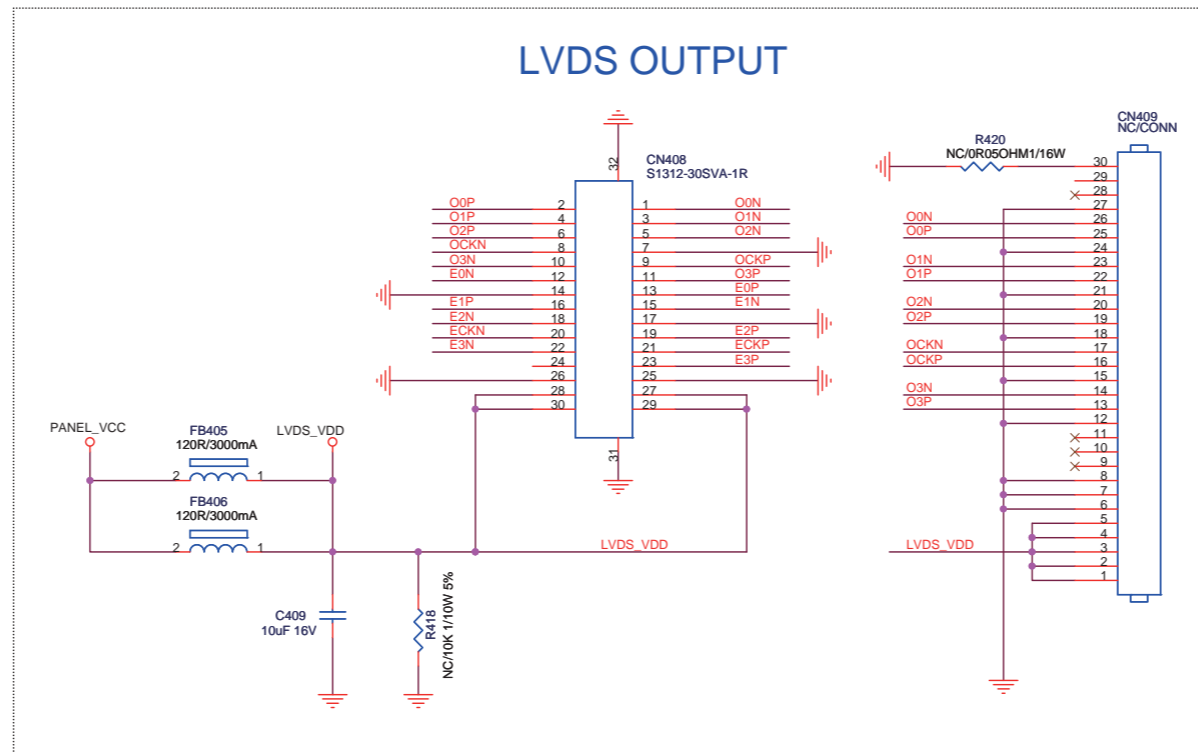 LVDS OUTPUT
CN408
S1312-30SVA-1R
32
O0P 2 1 O0N
O1P 4 3 O1N
O2P 6 5 O2N
OCKN 8 7
O3N 10 9 OCKP
E0N 12 11 O3P
14 13 E0P
E1P 16 15 E1N
E2N 18 17
ECKN 20 19 E2P
E3N 22 21 ECKP
24 23 E3P
26 25
28 27
30 29
31
PANEL_VCC
FB405
120R/3000mA
LVDS_VDD
2 1
FB406
120R/3000mA
2 1
LVDS_VDD
C409
10uF 16V
R418
NC/10K 1/10W 5%
CN409
NC/CONN
R420
NC/0R05OHM1/16W
30
29
28
27
O0N 26
O0P 25
24
O1N 23
O1P 22
21
O2N 20
O2P 19
18
OCKN 17
OCKP 16
15
O3N 14
O3P 13
12
11
10
9
8
7
6
5
4
LVDS_VDD 3
2
1